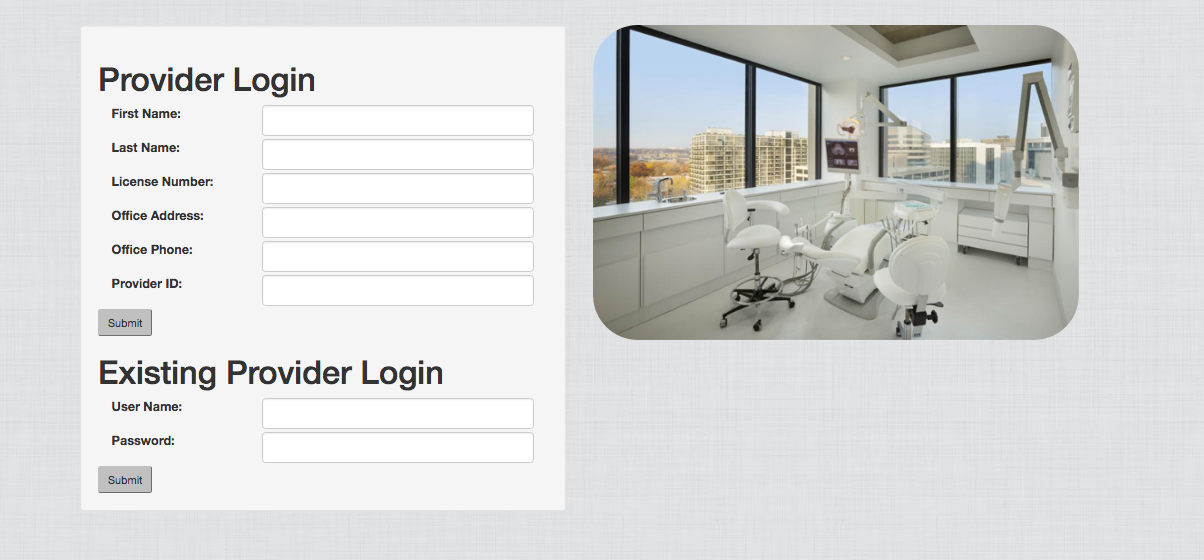 Provider Login
First Name:
Last Name:
License Number:
Office Address:
Office Phone:
Provider ID:
Submit
Existing Provider Login
User Name:
Password:
Submit